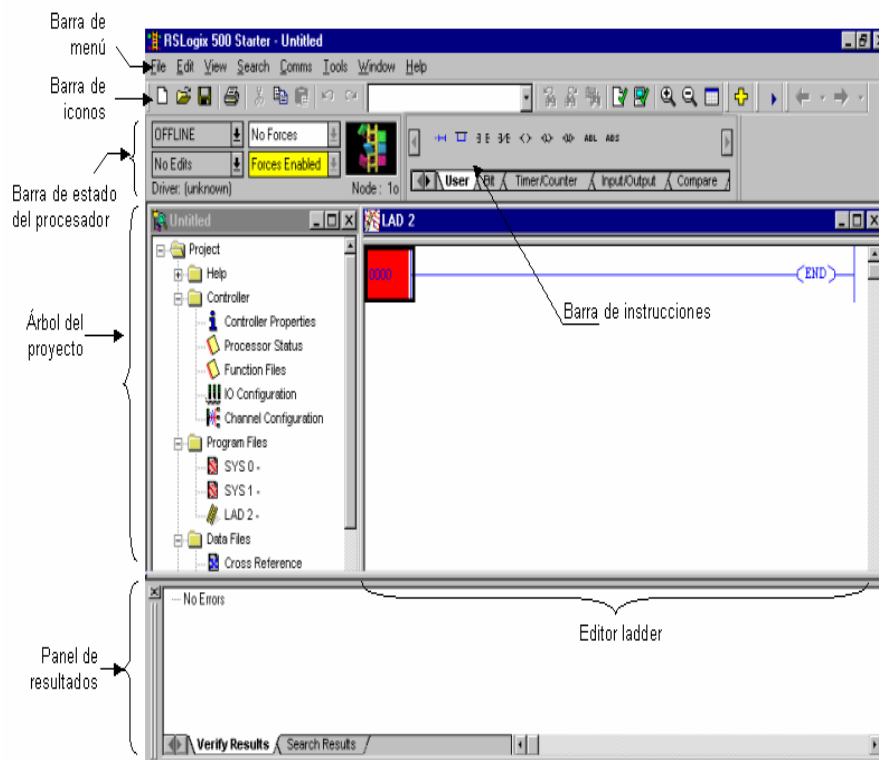 Barra de
menú
RSLogix 500 Starter - Untitled
File Edit View Search Comms Tools Window Help
Barra de
iconos
OFFLINE No Forces
No Edits Forces Enabled
Driver: (unknown) Node : 1o
ABL ABS
User Bit Timer/Counter Input/Output Compare
Barra de estado
del procesador
Untitled
Project
Help
Controller
Controller Properties
Processor Status
Function Files
IO Configuration
Channel Configuration
Program Files
SYS 0 -
SYS 1 -
LAD 2 -
Data Files
Cross Reference
Árbol del
proyecto
LAD 2
0000
END
Barra de instrucciones
Editor ladder
No Errors
Panel de
resultados
Verify Results Search Results